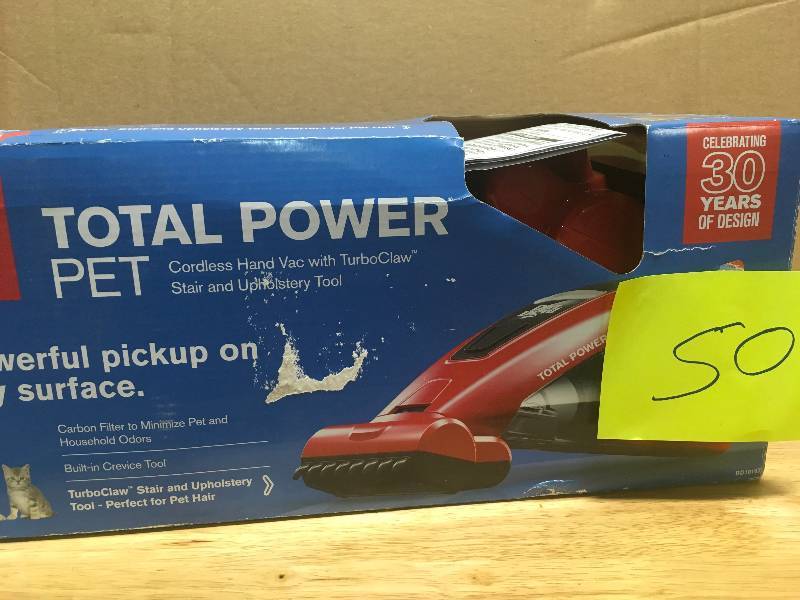 CELEBRATING
30
YEARS
OF DESIGN
TOTAL POWER™
PET
Cordless Hand Vac with TurboClaw™
Stair and Upholstery Tool
werful pickup on
surface.
TOTAL POWER
50
Carbon Filter to Minimize Pet and
Household Odors
Built-in Crevice Tool
TurboClaw™ Stair and Upholstery
Tool - Perfect for Pet Hair